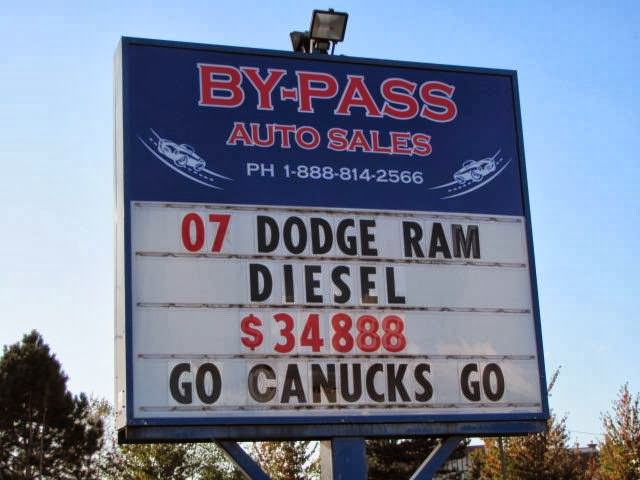 BY-PASS
AUTO SALES
PH 1-888-814-2566
07 DODGE RAM
DIESEL
$34888
GO CANUCKS GO